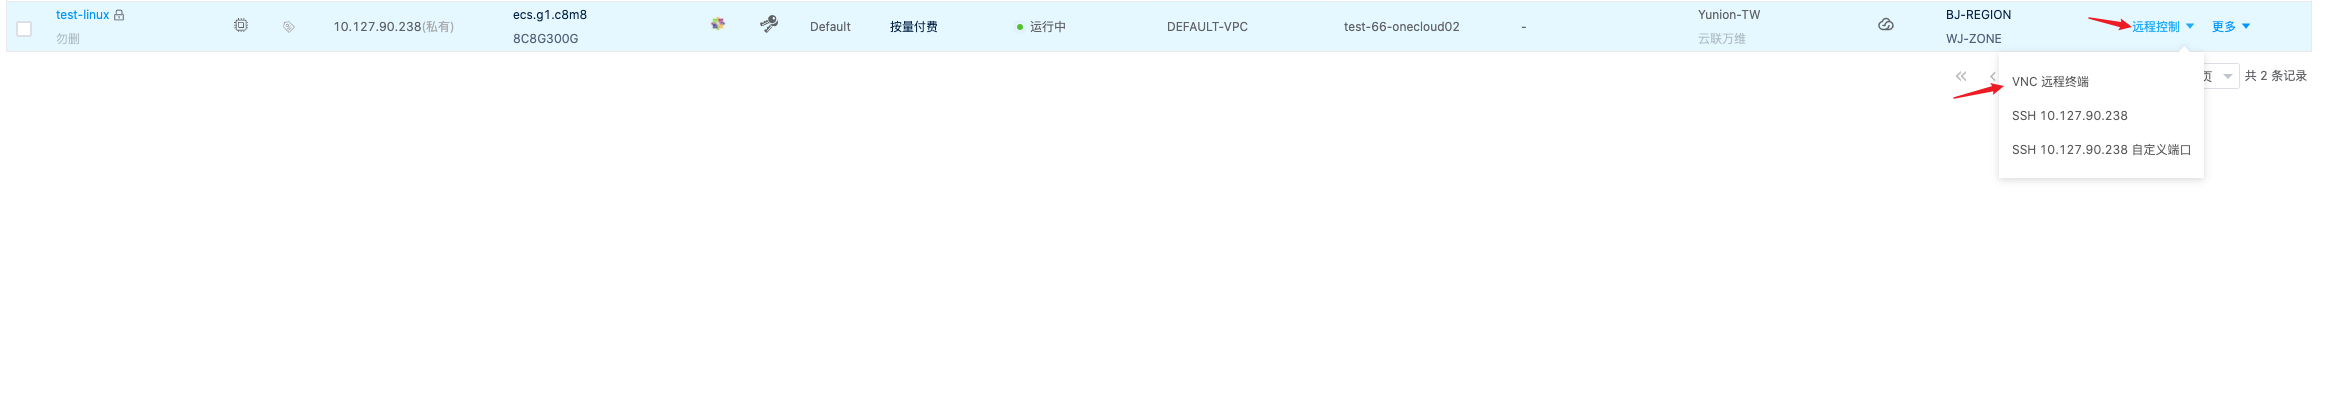 test-linux
勿删
10.127.90.238(私有)
ecs.g1.c8m8
8C8G300G
Default
按量付费
运行中
DEFAULT-VPC
test-66-onecloud02
-
Yunion-TW
云联万维
BJ-REGION
WJ-ZONE
远程控制
更多
页
共 2 条记录
VNC 远程终端
SSH 10.127.90.238
SSH 10.127.90.238 自定义端口